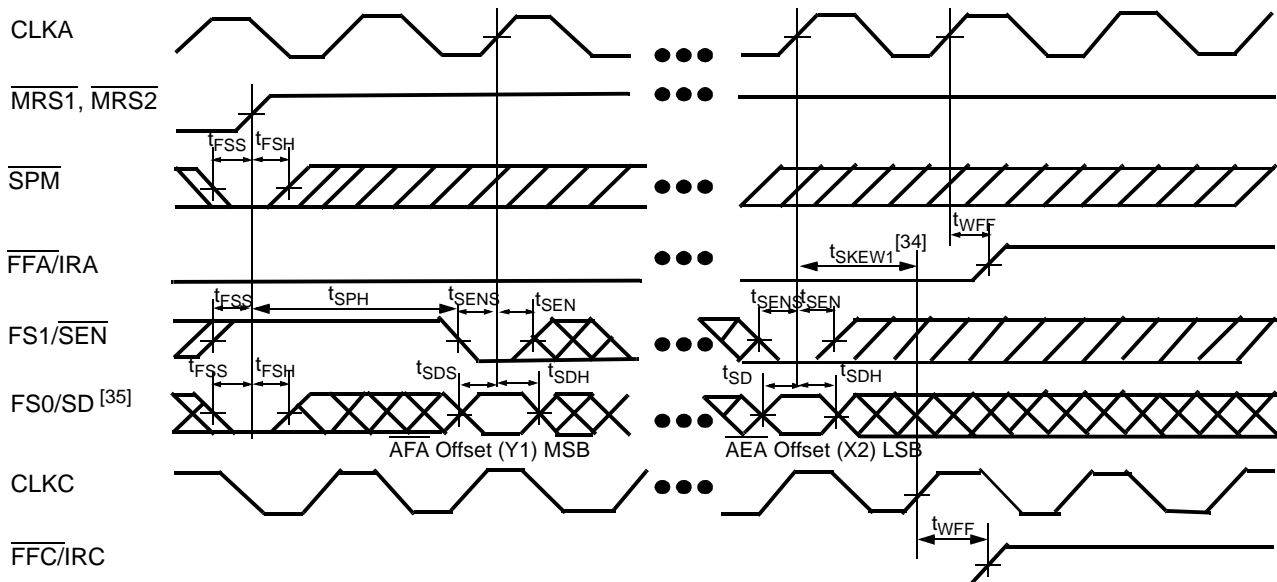 CLKA
MRS1, MRS2
tFSS tFSH
SPM
tWFF
FFA/IRA
tSKEW1[34]
tFSS tSPH tSENS tSEN tSENS tSEN
FS1/SEN
tFSS tFSH tSDS tSDH tSD tSDH
FS0/SD [35]
AFA Offset (Y1) MSB AEA Offset (X2) LSB
CLKC
tWFF
FFC/IRC